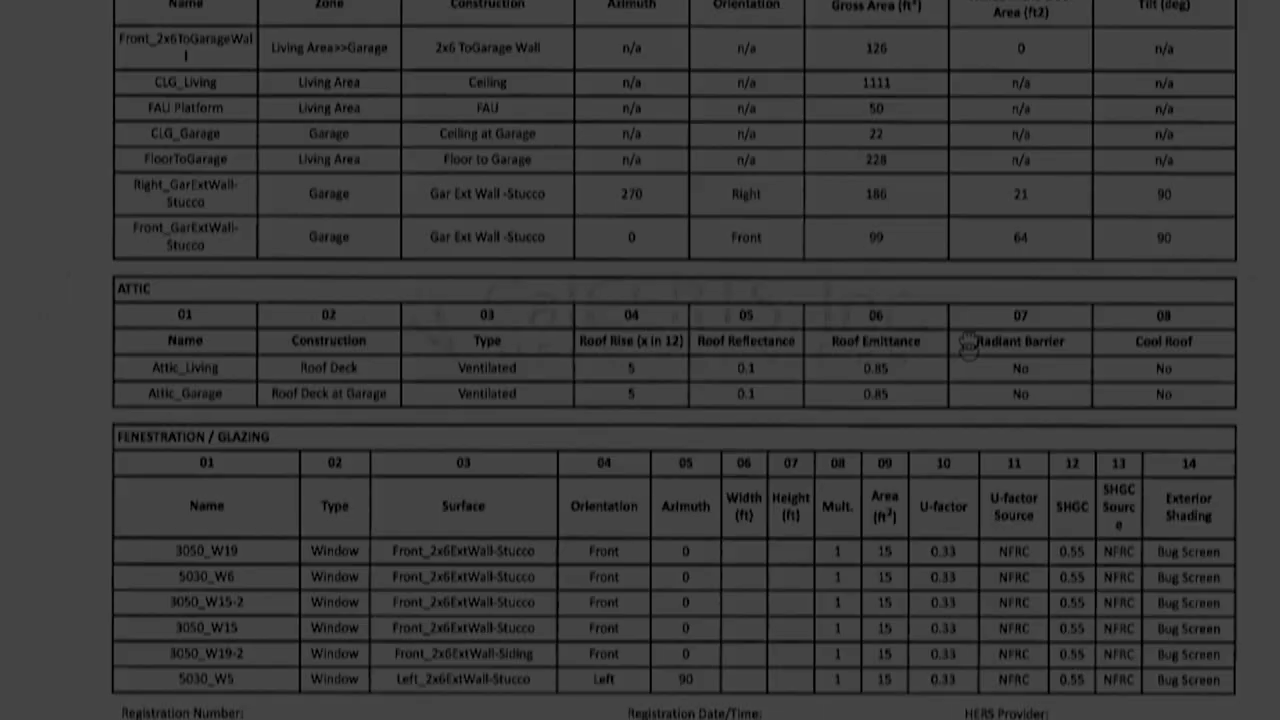 Name Zone Construction Azimuth Orientation Gross Area (ft²) Area (ft2) Tilt (deg)
Front_2x6ToGarageWal
l Living Area>>Garage 2x6 ToGarage Wall n/a n/a 126 0 n/a
CLG_Living Living Area Ceiling n/a n/a 1111 n/a n/a
FAU Platform Living Area FAU n/a n/a 50 n/a n/a
CLG_Garage Garage Ceiling at Garage n/a n/a 22 n/a n/a
FloorToGarage Living Area Floor to Garage n/a n/a 228 n/a n/a
Right_GarExtWall-
Stucco Garage Gar Ext Wall -Stucco 270 Right 186 21 90
Front_GarExtWall-
Stucco Garage Gar Ext Wall -Stucco 0 Front 99 64 90
ATTIC
01 02 03 04 05 06 07 08
Name Construction Type Roof Rise (x in 12) Roof Reflectance Roof Emittance Radiant Barrier Cool Roof
Attic_Living Roof Deck Ventilated 5 0.1 0.85 No No
Attic_Garage Roof Deck at Garage Ventilated 5 0.1 0.85 No No
FENESTRATION / GLAZING
01 02 03 04 05 06 07 08 09 10 11 12 13 14
Name Type Surface Orientation Azimuth Width
(ft) Height
(ft) Mult. Area
(ft²) U-factor U-factor
Source SHGC SHGC
Sourc
e Exterior
Shading
3050_W19 Window Front_2x6ExtWall-Stucco Front 0 1 15 0.33 NFRC 0.55 NFRC Bug Screen
5030_W6 Window Front_2x6ExtWall-Stucco Front 0 1 15 0.33 NFRC 0.55 NFRC Bug Screen
3050_W15-2 Window Front_2x6ExtWall-Stucco Front 0 1 15 0.33 NFRC 0.55 NFRC Bug Screen
3050_W15 Window Front_2x6ExtWall-Stucco Front 0 1 15 0.33 NFRC 0.55 NFRC Bug Screen
3050_W19-2 Window Front_2x6ExtWall-Siding Front 0 1 15 0.33 NFRC 0.55 NFRC Bug Screen
5030_W5 Window Left_2x6ExtWall-Stucco Left 90 1 15 0.33 NFRC 0.55 NFRC Bug Screen
Registration Number: Registration Date/Time: HERS Provider: